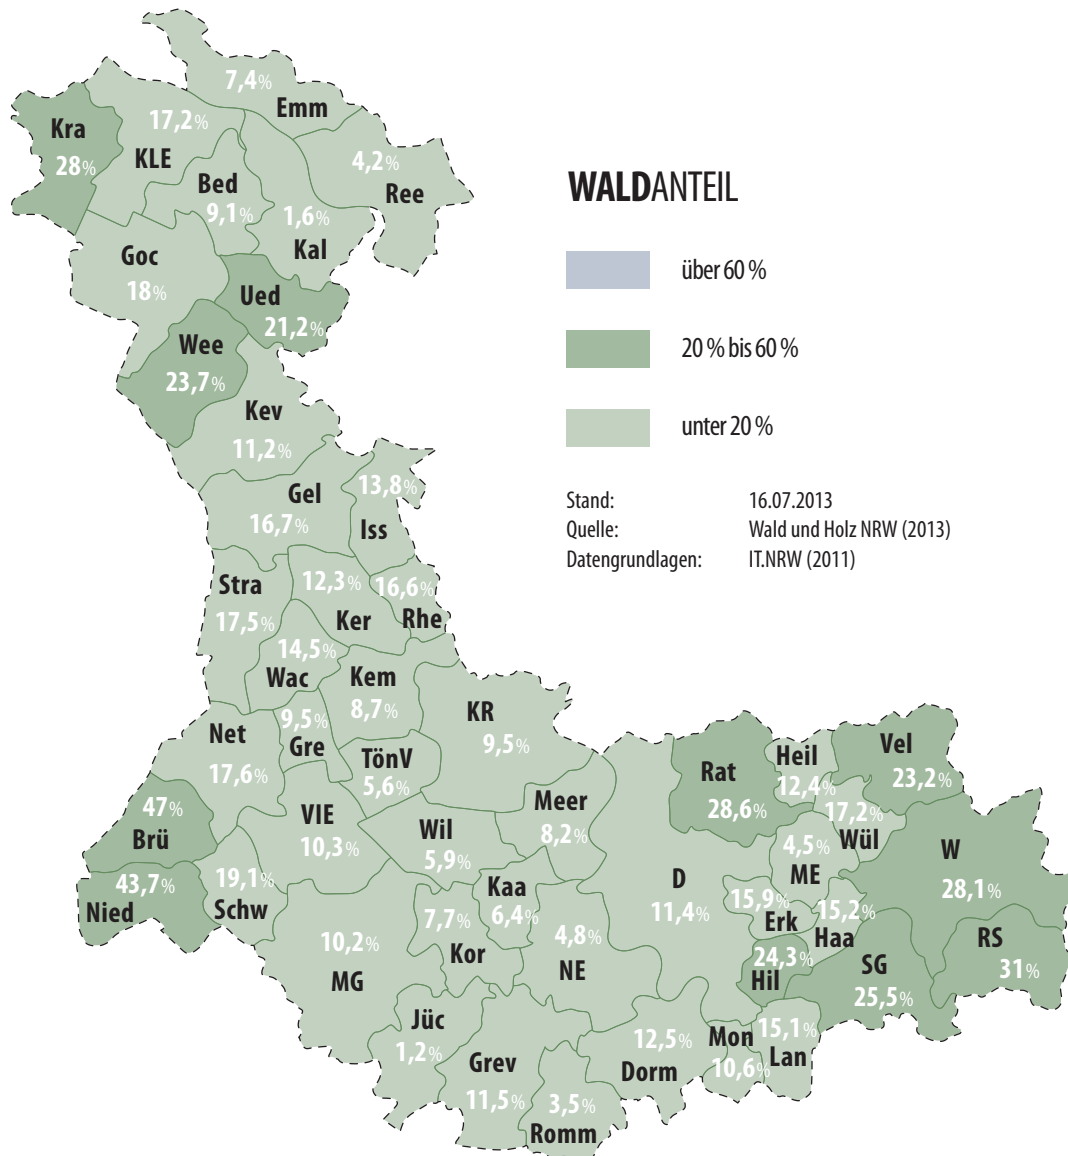 7,4%
Emm
Kra
28%
17,2%
KLE
4,2%
Ree
Bed
9,1%
1,6%
Kal
Goc
18%
Ued
21,2%
Wee
23,7%
Kev
11,2%
Gel
16,7%
13,8%
Iss
Stra
17,5%
12,3%
Ker
16,6%
Rhe
14,5%
Wac
Kem
8,7%
KR
9,5%
Net
17,6%
9,5%
Gre
TönV
5,6%
47%
Brü
VIE
10,3%
Wil
5,9%
Meer
8,2%
43,7%
Nied
19,1%
Schw
Kaa
6,4%
7,7%
Kor
4,8%
NE
10,2%
MG
D
11,4%
Rat
28,6%
Heil
12,4%
Vel
23,2%
17,2%
Wül
4,5%
ME
W
28,1%
15,9%
Erk
15,2%
Haa
24,3%
Hil
SG
25,5%
RS
31%
Jüc
1,2%
Grev
11,5%
3,5%
Romm
12,5%
Dorm
Mon
10,6%
15,1%
Lan
WALDANTEIL
über 60 %
20 % bis 60 %
unter 20 %
Stand: 16.07.2013
Quelle: Wald und Holz NRW (2013)
Datengrundlagen: IT.NRW (2011)